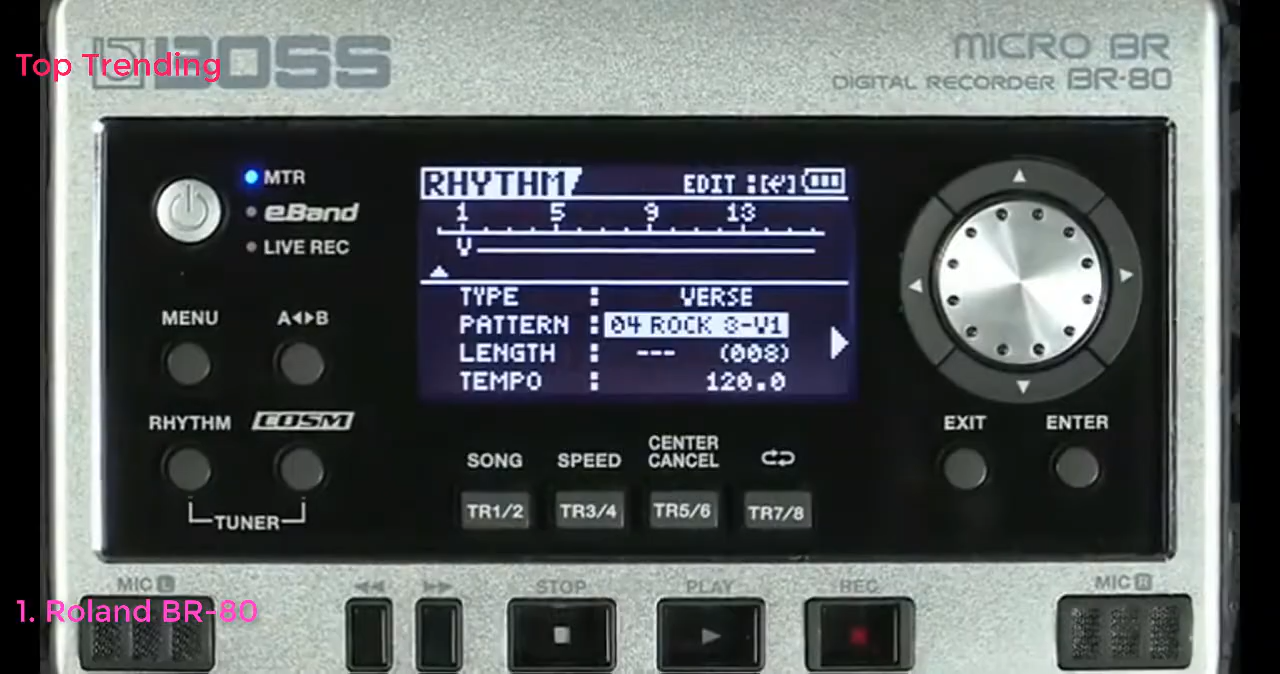 Top Trending
BOSS
MICRO BR
DIGITAL RECORDER BR-80
MTR
eBand
LIVE REC
MENU
A◄►B
RHYTHM
COSM
TUNER
RHYTHM
EDIT :[↵]
1 5 9 13
V
TYPE : VERSE
PATTERN : 04 ROCK 3-V1
LENGTH : --- (008)
TEMPO : 120.0
SONG
SPEED
CENTER
CANCEL
TR1/2
TR3/4
TR5/6
TR7/8
EXIT
ENTER
MIC L
STOP
PLAY
REC
MIC R
1. Roland BR-80